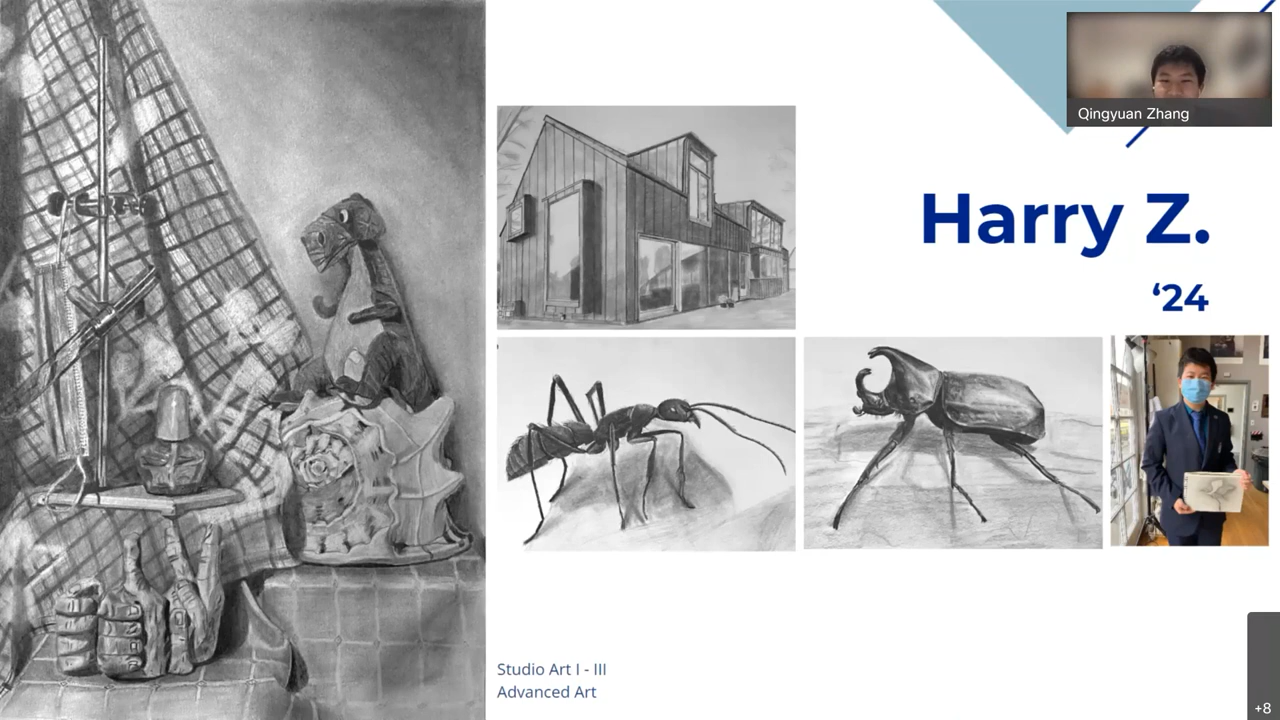 Qingyuan Zhang
Harry Z.
‘24
Studio Art I - III
Advanced Art
+8